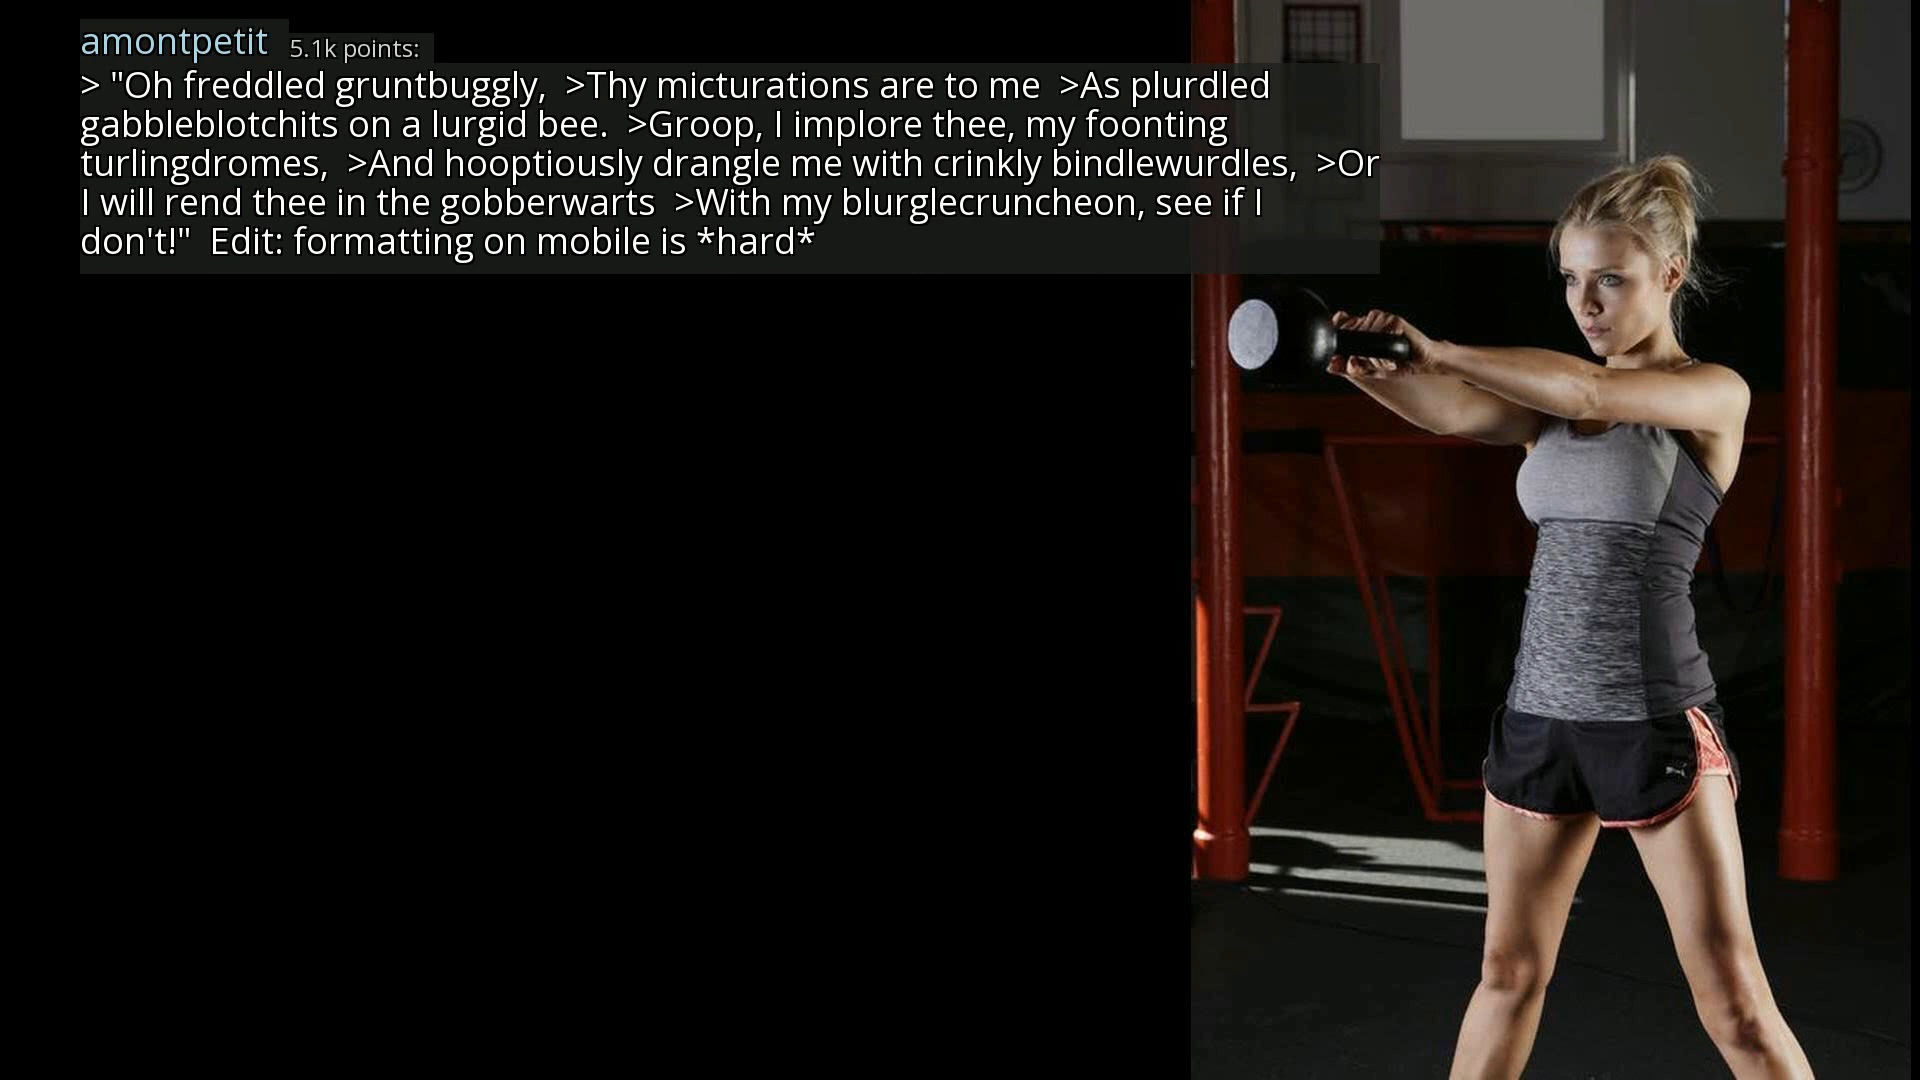 amontpetit 5.1k points:
> "Oh freddled gruntbuggly,  >Thy micturations are to me  >As plurdled
gabbleblotchits on a lurgid bee.  >Groop, I implore thee, my foonting
turlingdromes,  >And hooptiously drangle me with crinkly bindlewurdles,  >Or
I will rend thee in the gobberwarts  >With my blurglecruncheon, see if I
don't!"  Edit: formatting on mobile is *hard*